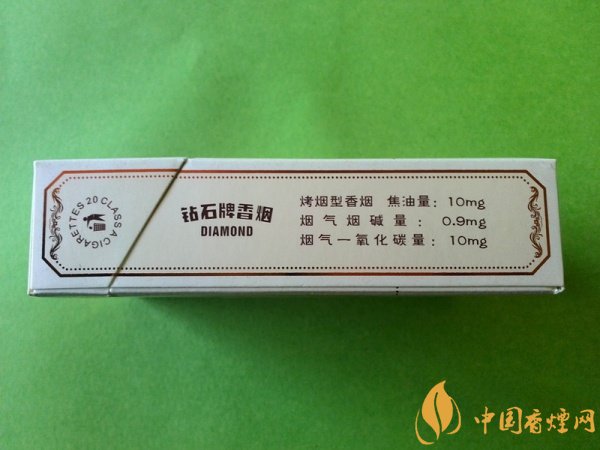 20 CLASS A CIGARETTES
钻石牌香烟
DIAMOND
烤烟型香烟 焦油量：10mg
烟气烟碱量：0.9mg
烟气一氧化碳量：10mg
中国香烟网